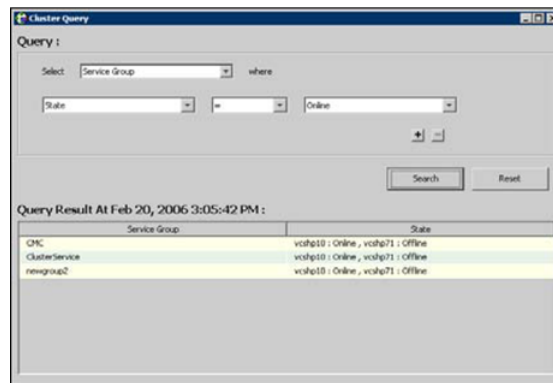 Cluster Query
Query :
Select Service Group where
State = Online
+ −
Search Reset
Query Result At Feb 20, 2006 3:05:42 PM :
Service Group State
CMC vcshp10 : Online , vcshp71 : Offline
ClusterService vcshp10 : Online , vcshp71 : Offline
newgroup2 vcshp10 : Online , vcshp71 : Offline